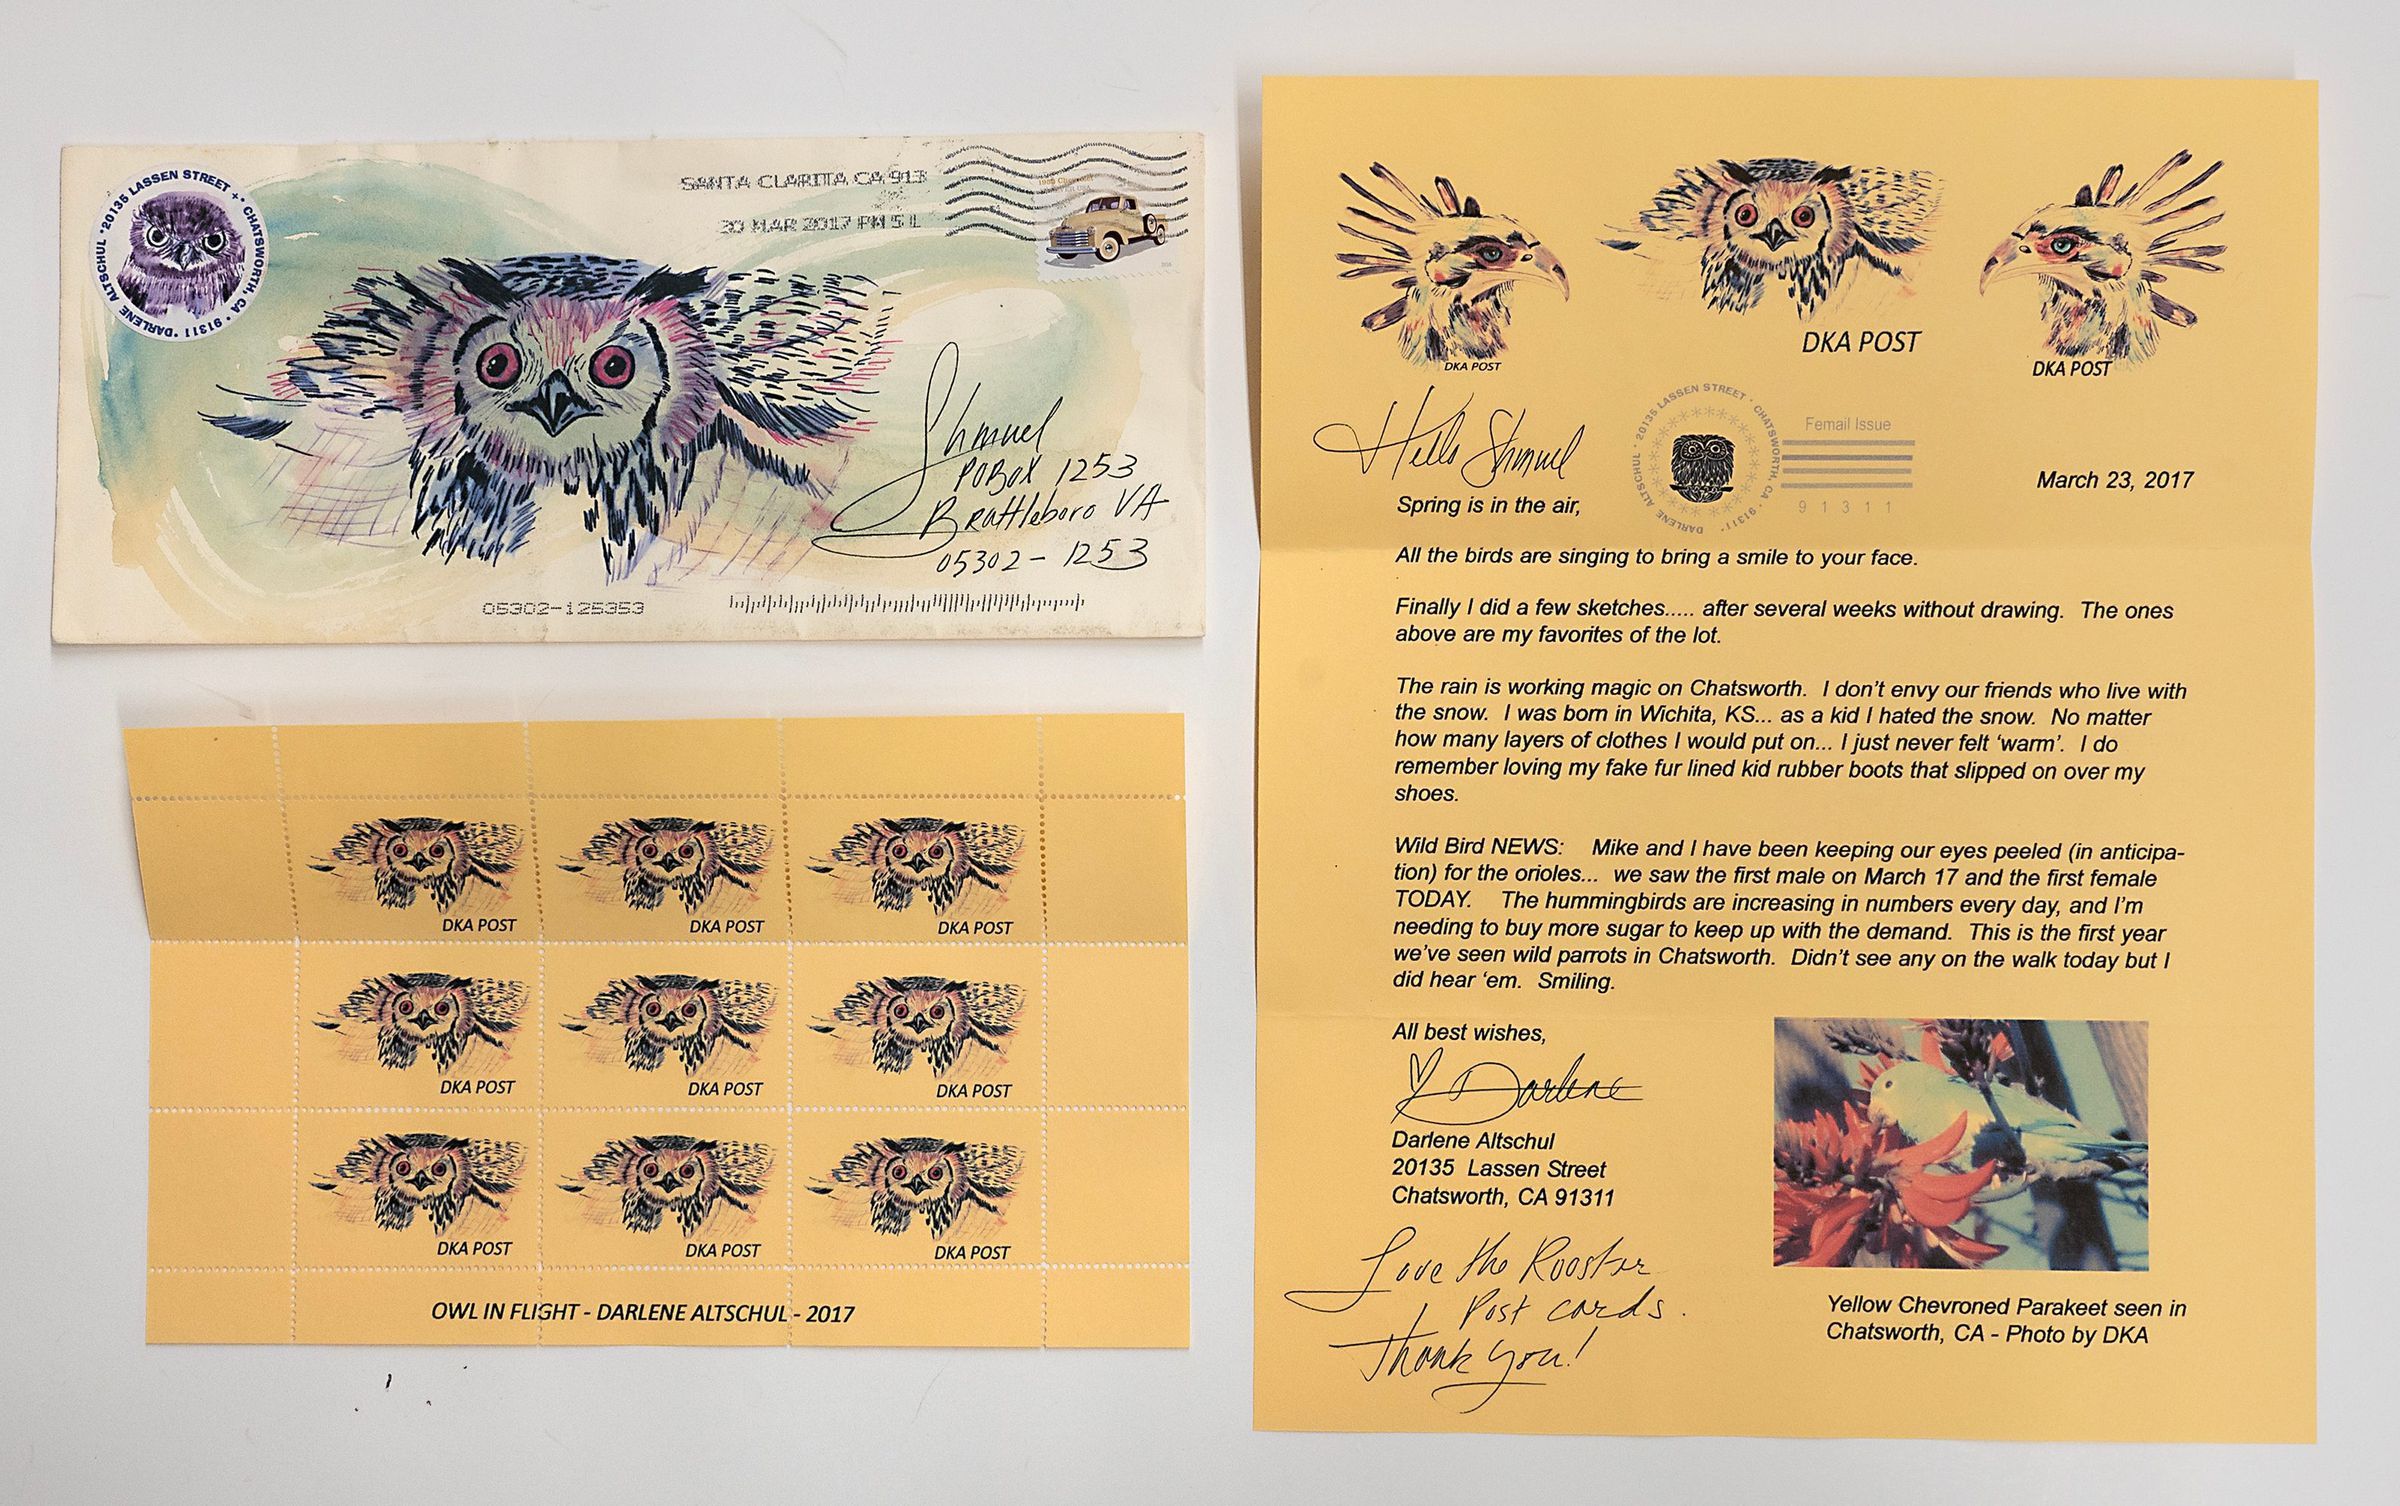 DARLENE ALTSCHUL • 20135 LASSEN STREET + • CHATSWORTH, CA • 91311 •
SANTA CLARITA CA 913
20 MAR 2017 PM 5 L
Shmuel
PO BOX 1253
Brattleboro VA
05302-1253
05302-125353
DKA POST
DKA POST
DKA POST
DKA POST
DKA POST
DKA POST
DKA POST
DKA POST
DKA POST
OWL IN FLIGHT - DARLENE ALTSCHUL - 2017
DKA POST
DKA POST
DKA POST
Hello Shmuel
DARLENE ALTSCHUL • 20135 LASSEN STREET • CHATSWORTH, CA • 91311 •
Femail Issue
91311
March 23, 2017
Spring is in the air,
All the birds are singing to bring a smile to your face.
Finally I did a few sketches..... after several weeks without drawing. The ones
above are my favorites of the lot.
The rain is working magic on Chatsworth. I don't envy our friends who live with
the snow. I was born in Wichita, KS... as a kid I hated the snow. No matter
how many layers of clothes I would put on... I just never felt 'warm'. I do
remember loving my fake fur lined kid rubber boots that slipped on over my
shoes.
Wild Bird NEWS: Mike and I have been keeping our eyes peeled (in anticipa-
tion) for the orioles... we saw the first male on March 17 and the first female
TODAY. The hummingbirds are increasing in numbers every day, and I'm
needing to buy more sugar to keep up with the demand. This is the first year
we've seen wild parrots in Chatsworth. Didn't see any on the walk today but I
did hear 'em. Smiling.
All best wishes,
Darlene
Darlene Altschul
20135 Lassen Street
Chatsworth, CA 91311
Love the Rooster
Post cards.
Thank you!
Yellow Chevroned Parakeet seen in
Chatsworth, CA - Photo by DKA